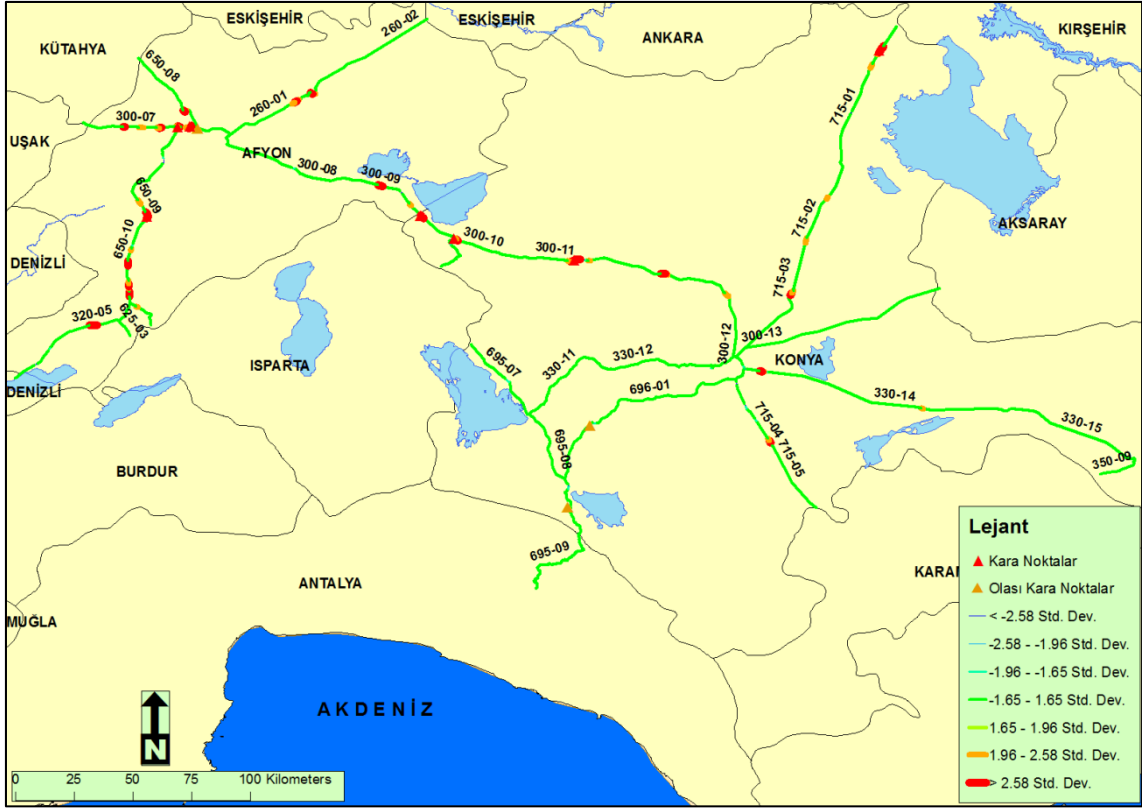 ESKİŞEHİR
ESKİŞEHİR
KIRŞEHİR
KÜTAHYA
ANKARA
260-02
650-08
260-01
715-01
300-07
UŞAK
AFYON
300-08
300-09
650-09
715-02
AKSARAY
650-10
300-10
300-11
DENİZLİ
715-03
320-05
625-03
300-12
300-13
ISPARTA
695-07
330-11
330-12
KONYA
DENİZLİ
696-01
330-14
330-15
715-04
715-05
695-08
350-09
BURDUR
695-09
ANTALYA
KARAM
MUĞLA
AKDENİZ
N
0 25 50 75 100 Kilometers
Lejant
Kara Noktalar
Olası Kara Noktalar
< -2.58 Std. Dev.
-2.58 - -1.96 Std. Dev.
-1.96 - -1.65 Std. Dev.
-1.65 - 1.65 Std. Dev.
1.65 - 1.96 Std. Dev.
1.96 - 2.58 Std. Dev.
> 2.58 Std. Dev.